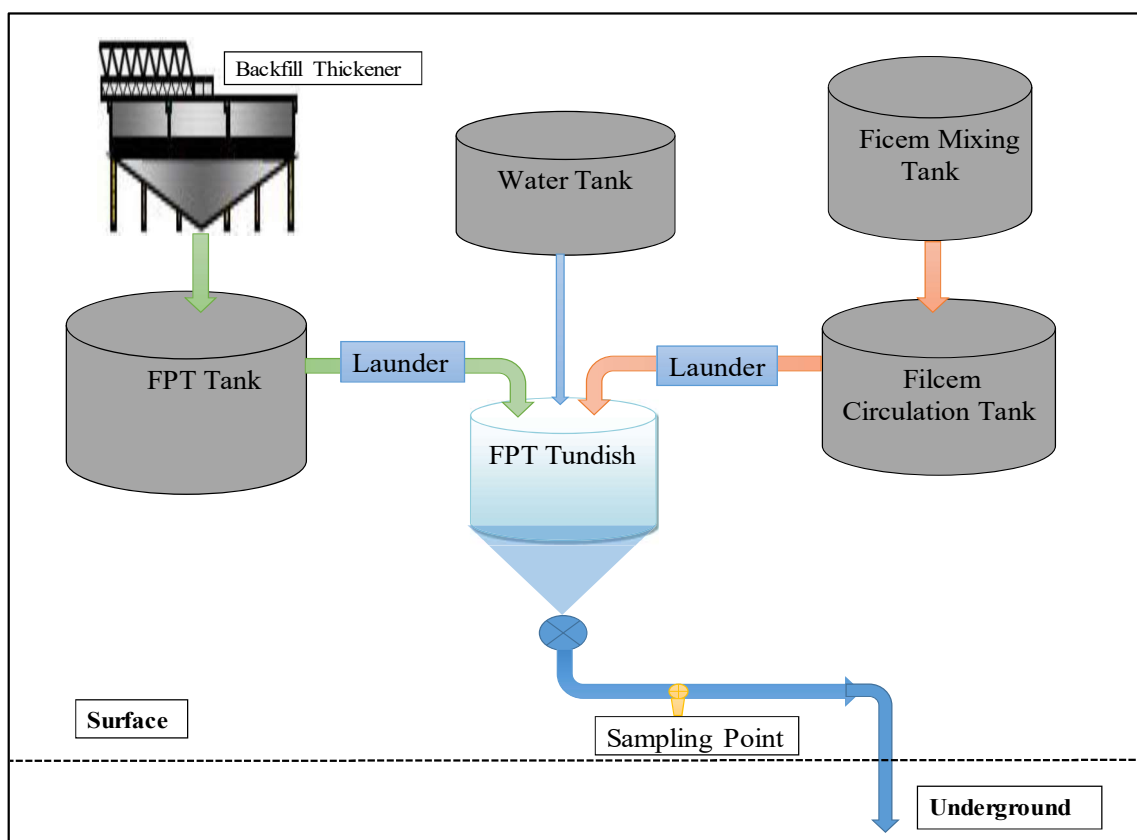 Backfill Thickener
Water Tank
Ficem Mixing
Tank
FPT Tank
Launder
Launder
Filcem
Circulation Tank
FPT Tundish
Surface
Sampling Point
Underground